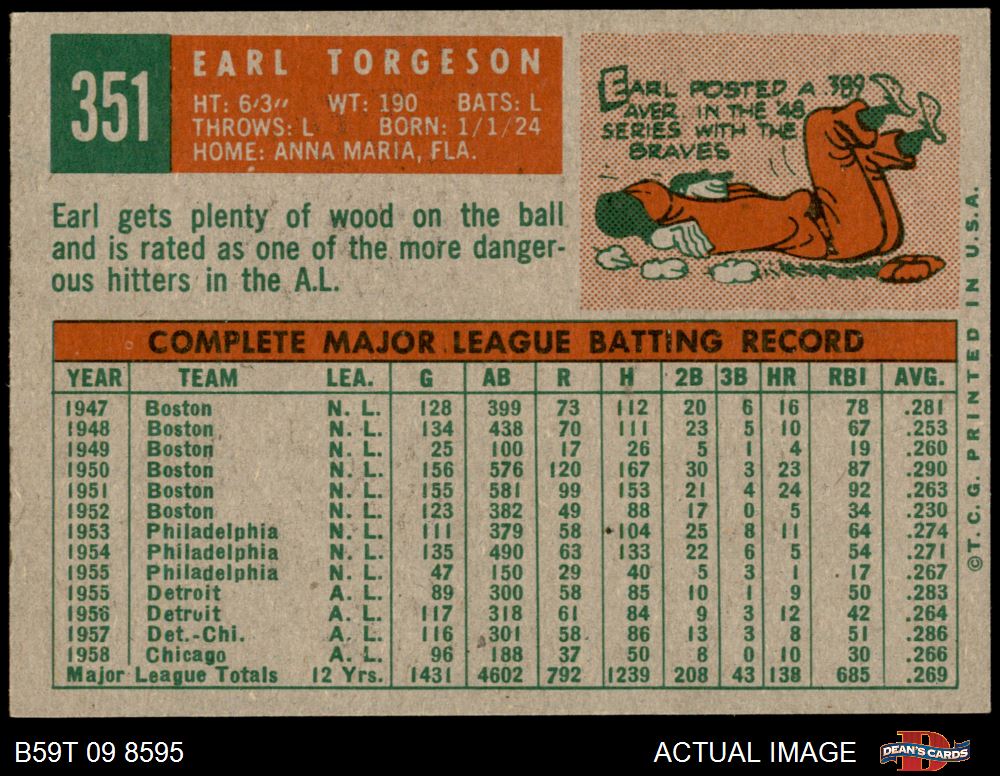 351
EARL TORGESON
HT: 6'3" WT: 190 BATS: L
THROWS: L BORN: 1/1/24
HOME: ANNA MARIA, FLA.
EARL POSTED A 389
AVER IN THE '48
SERIES WITH THE
BRAVES
Earl gets plenty of wood on the ball
and is rated as one of the more danger-
ous hitters in the A.L.
COMPLETE MAJOR LEAGUE BATTING RECORD
YEAR TEAM LEA. G AB R H 2B 3B HR RBI AVG.
1947 Boston N. L. 128 399 73 112 20 6 16 78 .281
1948 Boston N. L. 134 438 70 111 23 5 10 67 .253
1949 Boston N. L. 25 100 17 26 5 1 4 19 .260
1950 Boston N. L. 156 576 120 167 30 3 23 87 .290
1951 Boston N. L. 155 581 99 153 21 4 24 92 .263
1952 Boston N. L. 123 382 49 88 17 0 5 34 .230
1953 Philadelphia N. L. 111 379 58 104 25 8 11 64 .274
1954 Philadelphia N. L. 135 490 63 133 22 6 5 54 .271
1955 Philadelphia N. L. 47 150 29 40 5 3 1 17 .267
1955 Detroit A. L. 89 300 58 85 10 1 9 50 .283
1956 Detroit A. L. 117 318 61 84 9 3 12 42 .264
1957 Det.-Chi. A. L. 116 301 58 86 13 3 8 51 .286
1958 Chicago A. L. 96 188 37 50 8 0 10 30 .266
Major League Totals 12 Yrs. 1431 4602 792 1239 208 43 138 685 .269
©T. C. G. PRINTED IN U.S.A.
B59T 09 8595
ACTUAL IMAGE
D
DEAN'S CARDS